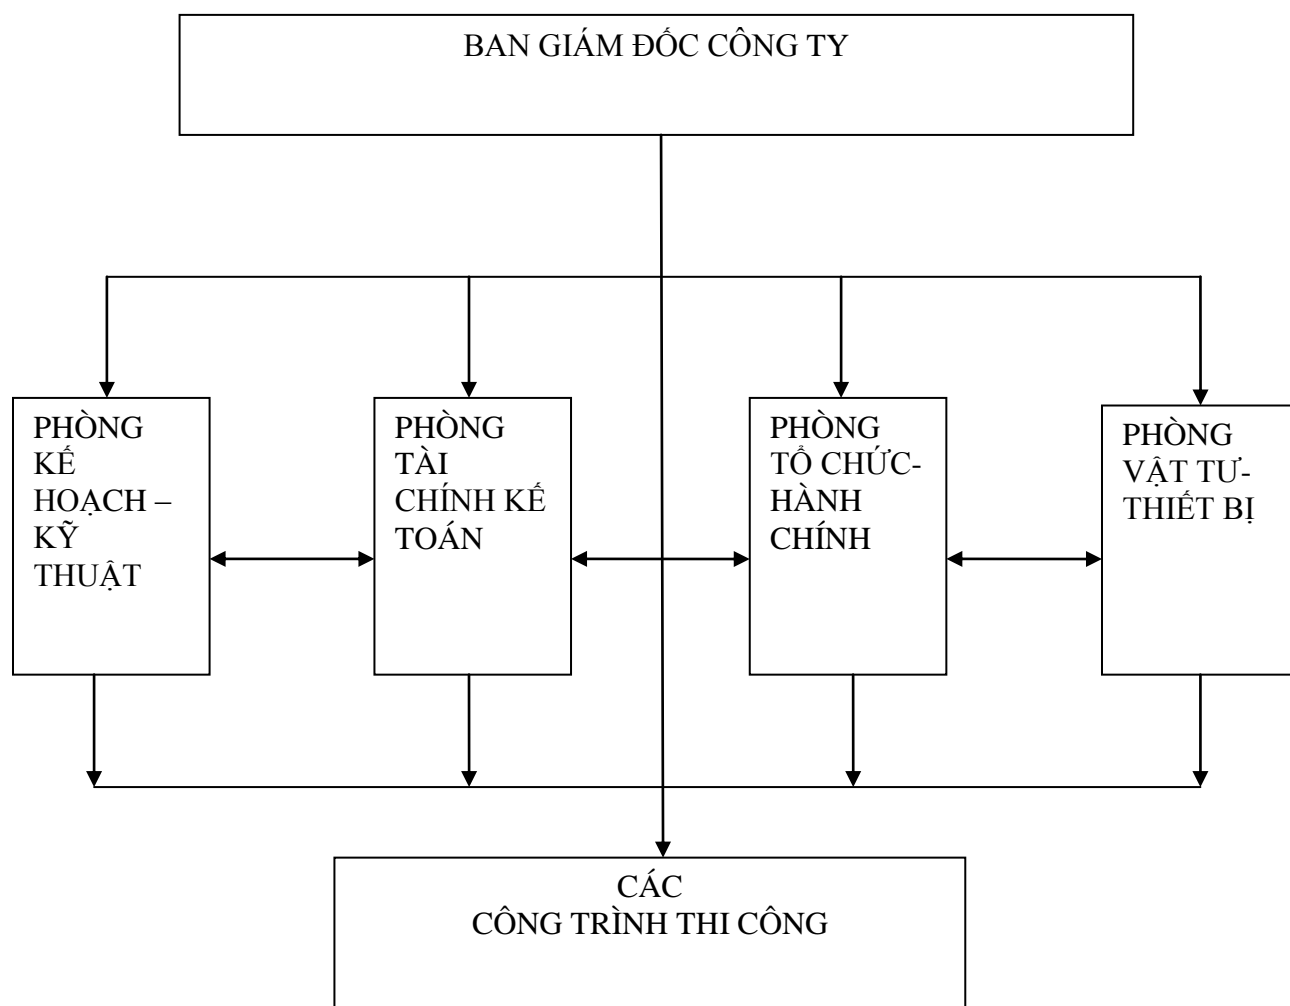 BAN GIÁM ĐỐC CÔNG TY
PHÒNG
KẾ
HOẠCH –
KỸ
THUẬT
PHÒNG
TÀI
CHÍNH KẾ
TOÁN
PHÒNG
TỔ CHỨC-
HÀNH
CHÍNH
PHÒNG
VẬT TƯ-
THIẾT BỊ
CÁC
CÔNG TRÌNH THI CÔNG